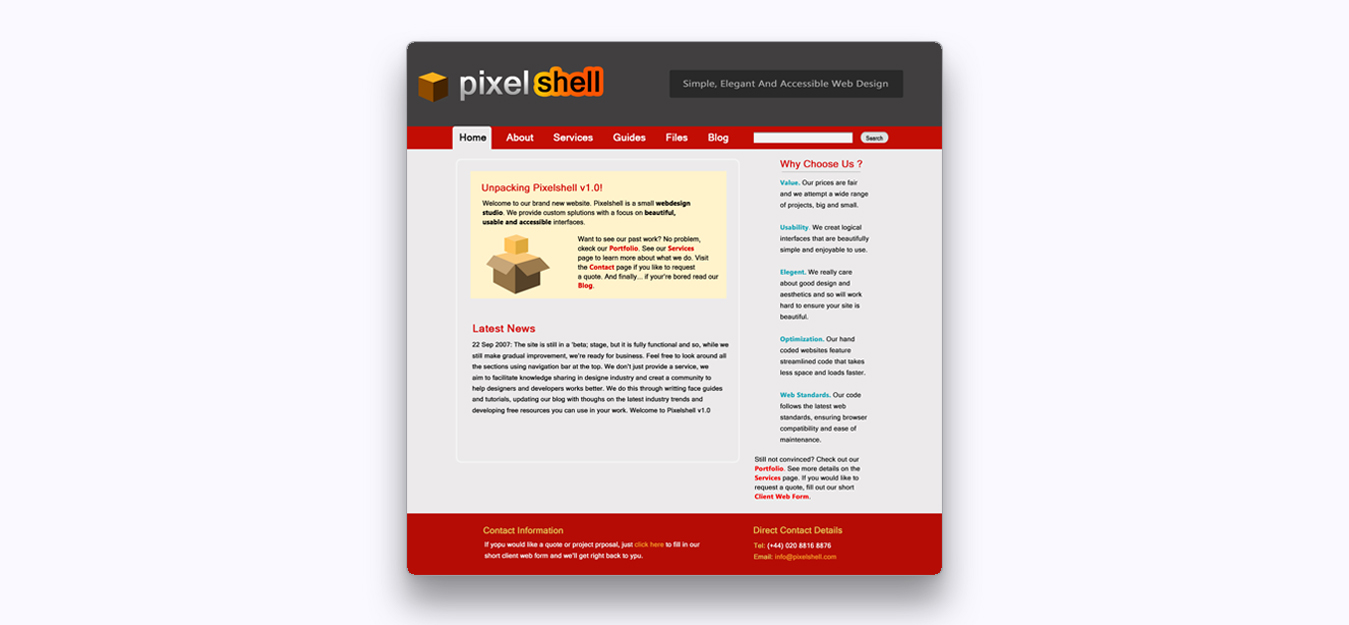 pixelshell
Simple, Elegant And Accessible Web Design
Home About Services Guides Files Blog Search
Unpacking Pixelshell v1.0!
Welcome to our brand new website. Pixelshell is a small webdesign
studio. We provide custom splutions with a focus on beautiful,
usable and accessible interfaces.
Want to see our past work? No problem,
ckeck our Portfolio. See our Services
page to learn more about what we do. Visit
the Contact page if you like to request
a quote. And finally... if your're bored read our
Blog.
Latest News
22 Sep 2007: The site is still in a 'beta; stage, but it is fully functional and so, while we
still make gradual improvement, we're ready for business. Feel free to look around all
the sections using navigation bar at the top. We don't just provide a service, we
aim to facilitate knowledge sharing in designe industry and creat a community to
help designers and developers works better. We do this through writting face guides
and tutorials, updating our blog with thoughs on the latest industry trends and
developing free resources you can use in your work. Welcome to Pixelshell v1.0
Why Choose Us ?
Value. Our prices are fair
and we attempt a wide range
of projects, big and small.
Usability. We creat logical
interfaces that are beautifully
simple and enjoyable to use.
Elegent. We really care
about good design and
aesthetics and so will work
hard to ensure your site is
beautiful.
Optimization. Our hand
coded websites feature
streamlined code that takes
less space and loads faster.
Web Standards. Our code
follows the latest web
standards, ensuring browser
compatibility and ease of
maintenance.
Still not convinced? Check out our
Portfolio. See more details on the
Services page. If you would like to
request a quote, fill out our short
Client Web Form.
Contact Information
If yopu would like a quote or project prposal, just click here to fill in our
short client web form and we'll get right back to ypu.
Direct Contact Details
Tel: (+44) 020 8816 8876
Email: info@pixelshell.com